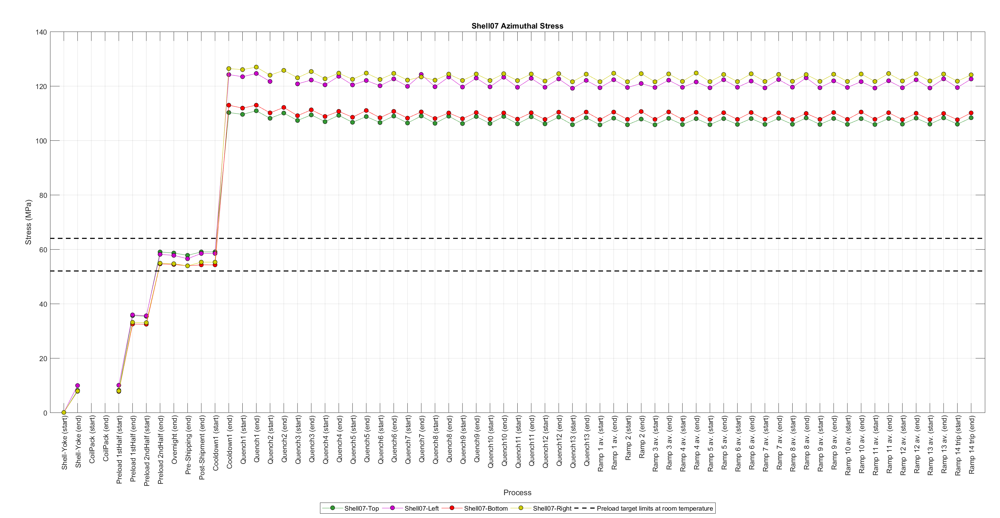 Shell07 Azimuthal Stress
140
120
100
80
60
40
20
0
Stress (MPa)
Shell-Yoke (start)
Shell-Yoke (end)
CoilPack (start)
CoilPack (end)
Preload 1stHalf (start)
Preload 1stHalf (end)
Preload 2ndHalf (start)
Preload 2ndHalf (end)
Overnight (end)
Pre-Shipping (end)
Post-Shipment (end)
Cooldown1 (start)
Cooldown1 (end)
Quench1 (start)
Quench1 (end)
Quench2 (start)
Quench2 (end)
Quench3 (start)
Quench3 (end)
Quench4 (start)
Quench4 (end)
Quench5 (start)
Quench5 (end)
Quench6 (start)
Quench6 (end)
Quench7 (start)
Quench7 (end)
Quench8 (start)
Quench8 (end)
Quench9 (start)
Quench9 (end)
Quench10 (start)
Quench10 (end)
Quench11 (start)
Quench11 (end)
Quench12 (start)
Quench12 (end)
Quench13 (start)
Quench13 (end)
Ramp 1 av. (start)
Ramp 1 av. (end)
Ramp 2 (start)
Ramp 2 (end)
Ramp 3 av. (start)
Ramp 3 av. (end)
Ramp 4 av. (start)
Ramp 4 av. (end)
Ramp 5 av. (start)
Ramp 5 av. (end)
Ramp 6 av. (start)
Ramp 6 av. (end)
Ramp 7 av. (start)
Ramp 7 av. (end)
Ramp 8 av. (start)
Ramp 8 av. (end)
Ramp 9 av. (start)
Ramp 9 av. (end)
Ramp 10 av. (start)
Ramp 10 av. (end)
Ramp 11 av. (start)
Ramp 11 av. (end)
Ramp 12 av. (start)
Ramp 12 av. (end)
Ramp 13 av. (start)
Ramp 13 av. (end)
Ramp 14 trip (start)
Ramp 14 trip (end)
Process
Shell07-Top Shell07-Left Shell07-Bottom Shell07-Right Preload target limits at room temperature